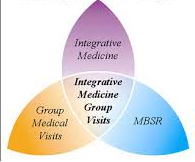 Integrative
Medicine
Integrative
Medicine
Group
Visits
Group
Medical
Visits
MBSR